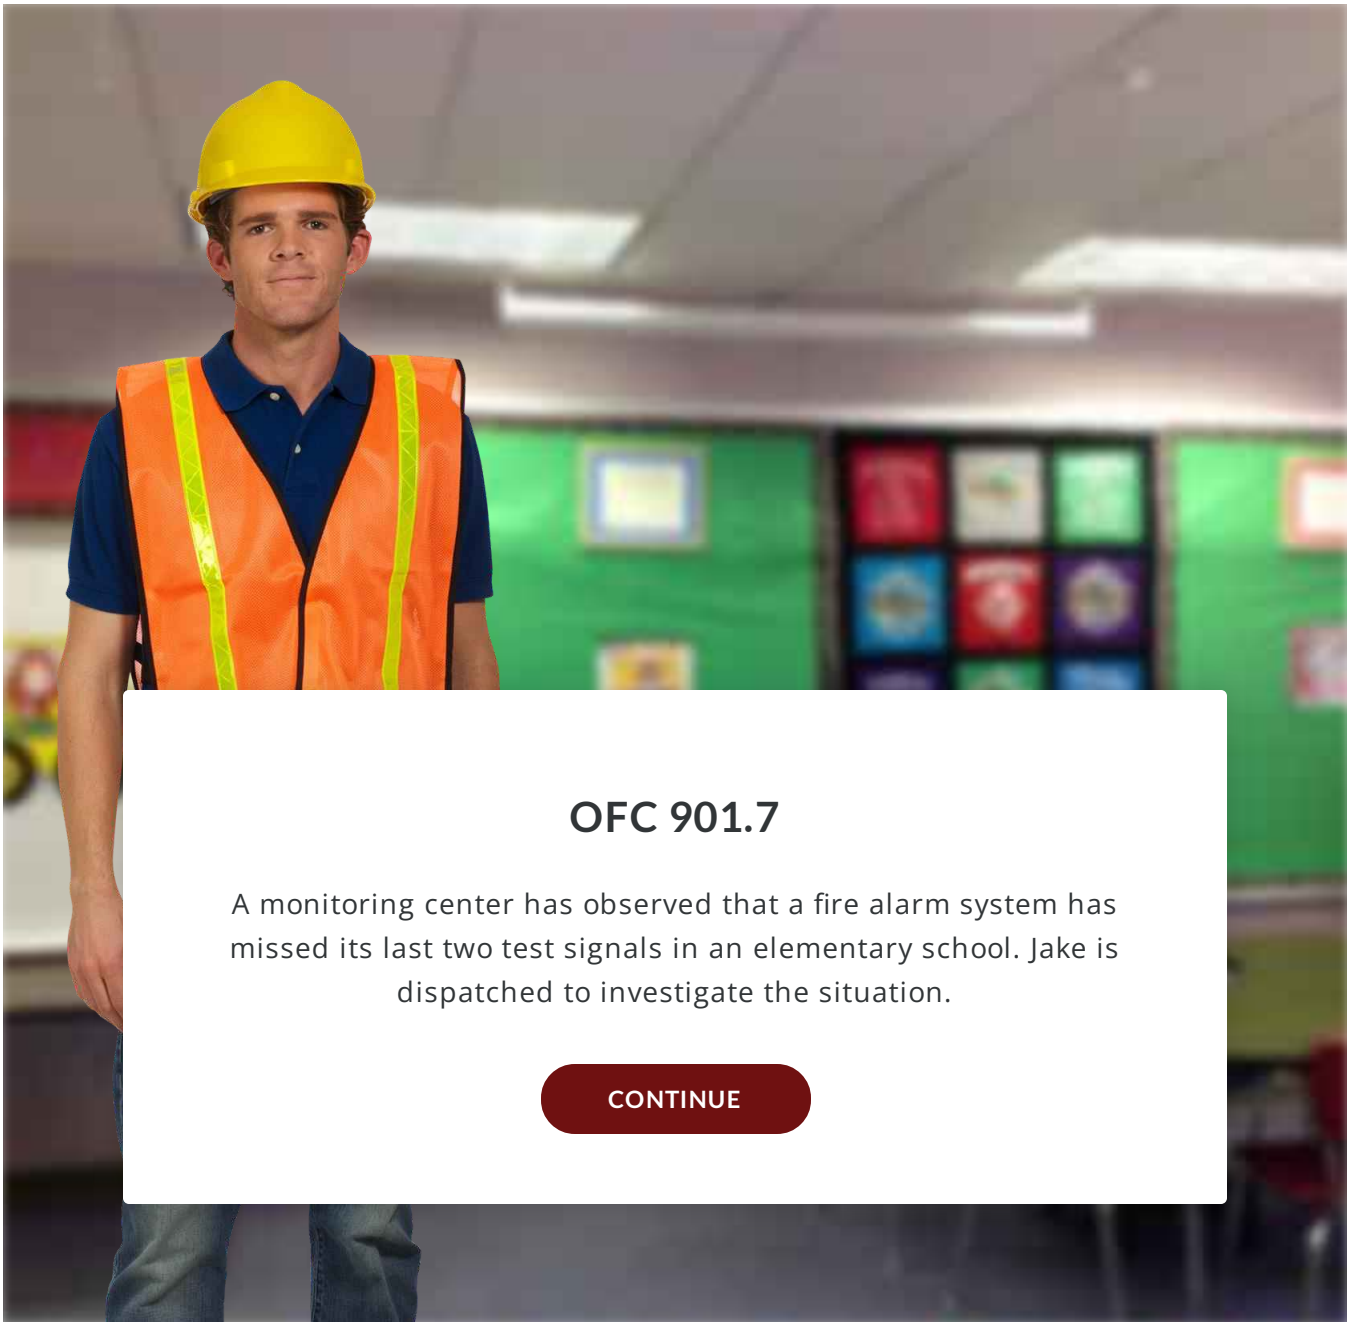 OFC 901.7
A monitoring center has observed that a fire alarm system has
missed its last two test signals in an elementary school. Jake is
dispatched to investigate the situation.
CONTINUE